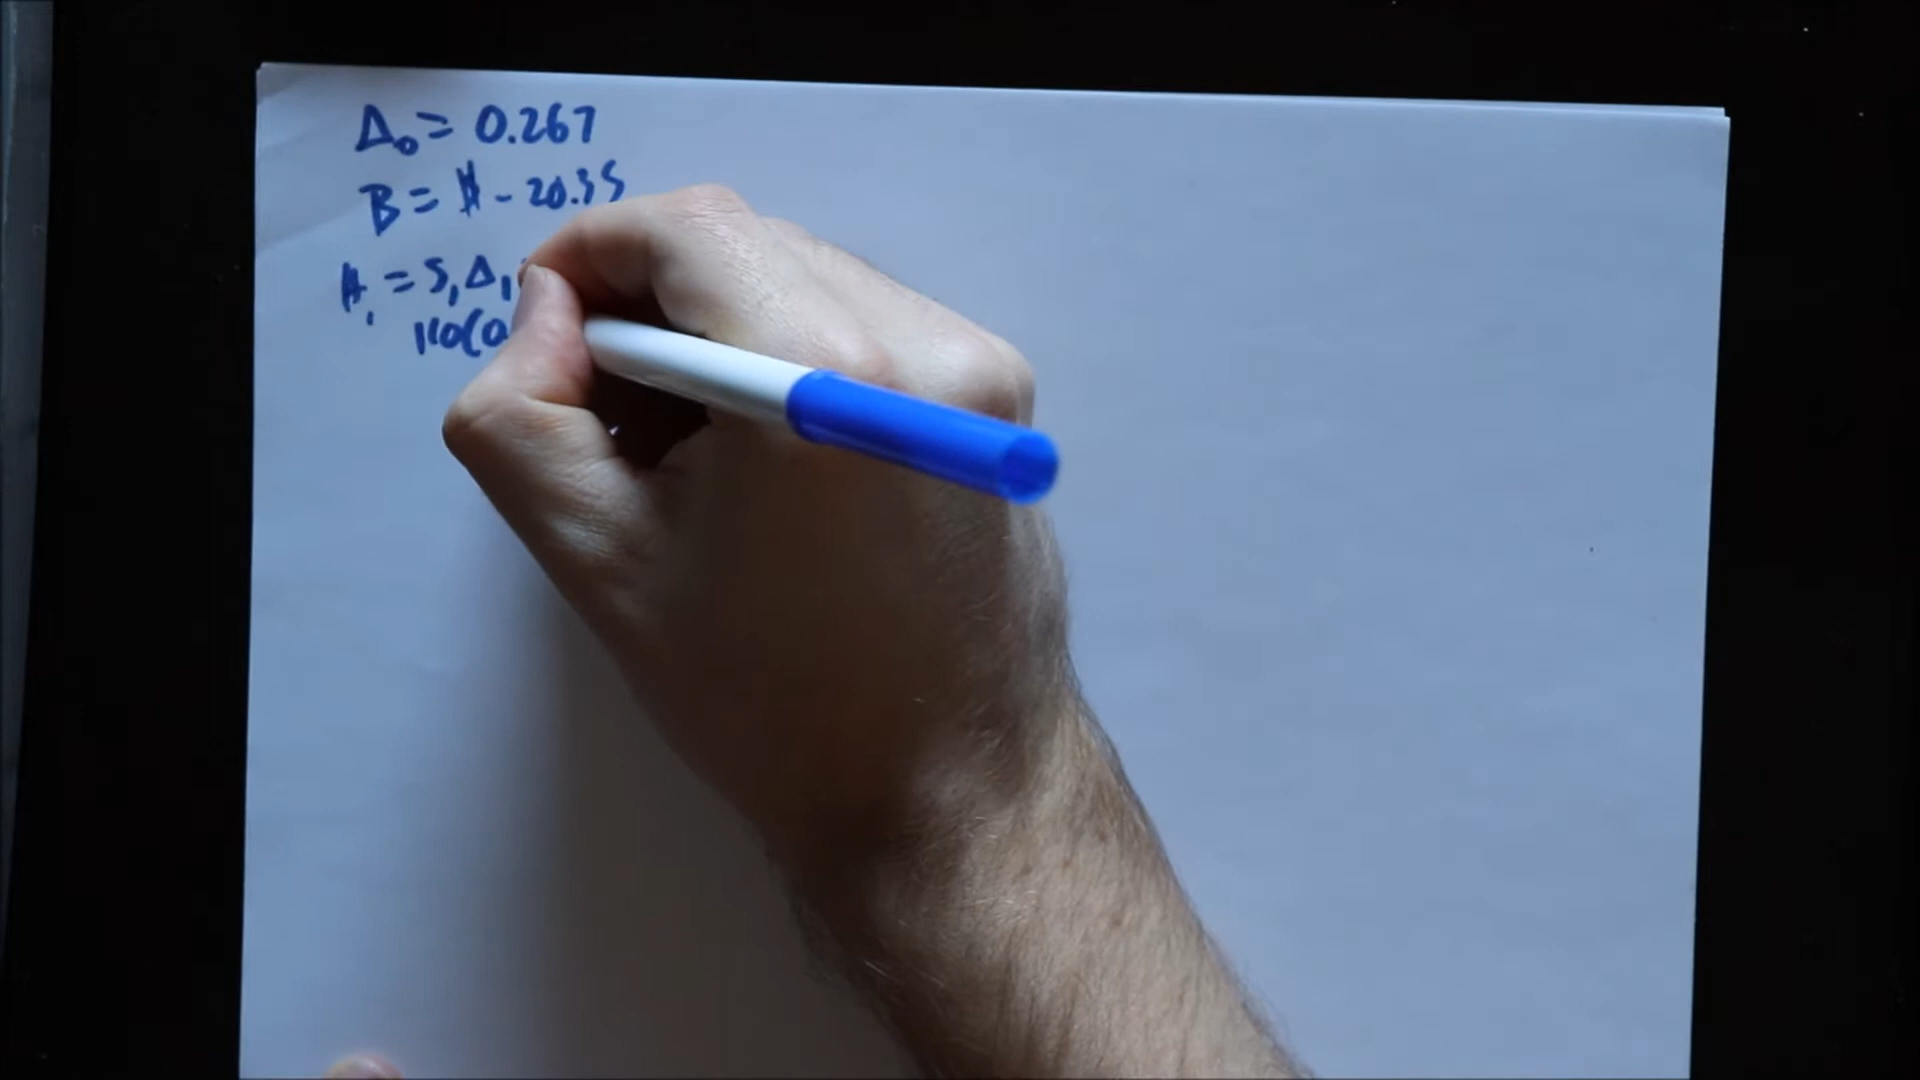 Δ₀ = 0.267
B = $ - 20.35
A₁ = S₁Δ₁
110(0